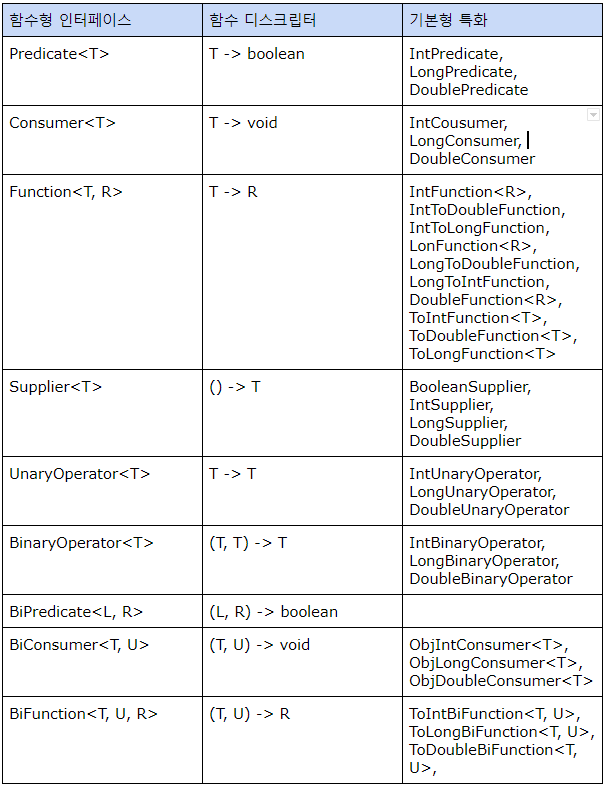 함수형 인터페이스 함수 디스크립터 기본형 특화
Predicate<T> T -> boolean IntPredicate,
LongPredicate,
DoublePredicate
Consumer<T> T -> void IntCousumer,
LongConsumer,
DoubleConsumer
Function<T, R> T -> R IntFunction<R>,
IntToDoubleFunction,
IntToLongFunction,
LonFunction<R>,
LongToDoubleFunction,
LongToIntFunction,
DoubleFunction<R>,
ToIntFunction<T>,
ToDoubleFunction<T>,
ToLongFunction<T>
Supplier<T> () -> T BooleanSupplier,
IntSupplier,
LongSupplier,
DoubleSupplier
UnaryOperator<T> T -> T IntUnaryOperator,
LongUnaryOperator,
DoubleUnaryOperator
BinaryOperator<T> (T, T) -> T IntBinaryOperator,
LongBinaryOperator,
DoubleBinaryOperator
BiPredicate<L, R> (L, R) -> boolean
BiConsumer<T, U> (T, U) -> void ObjIntConsumer<T>,
ObjLongConsumer<T>,
ObjDoubleConsumer<T>
BiFunction<T, U, R> (T, U) -> R ToIntBiFunction<T, U>,
ToLongBiFunction<T, U>,
ToDoubleBiFunction<T,
U>,